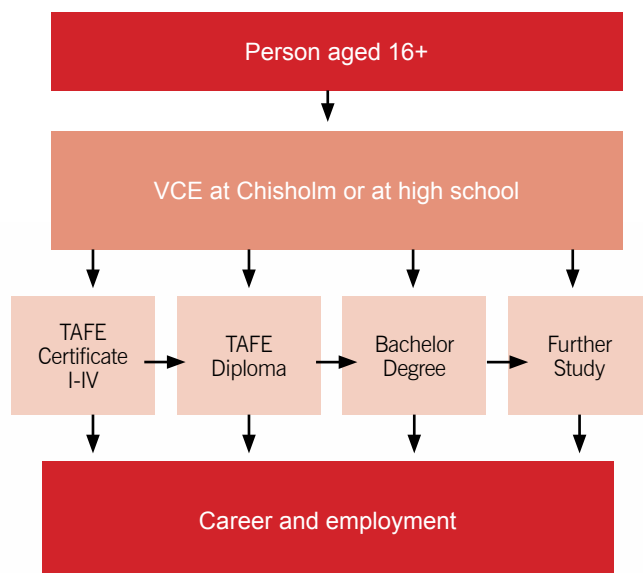 Person aged 16+
VCE at Chisholm or at high school
TAFE
Certificate
I-IV
TAFE
Diploma
Bachelor
Degree
Further
Study
Career and employment